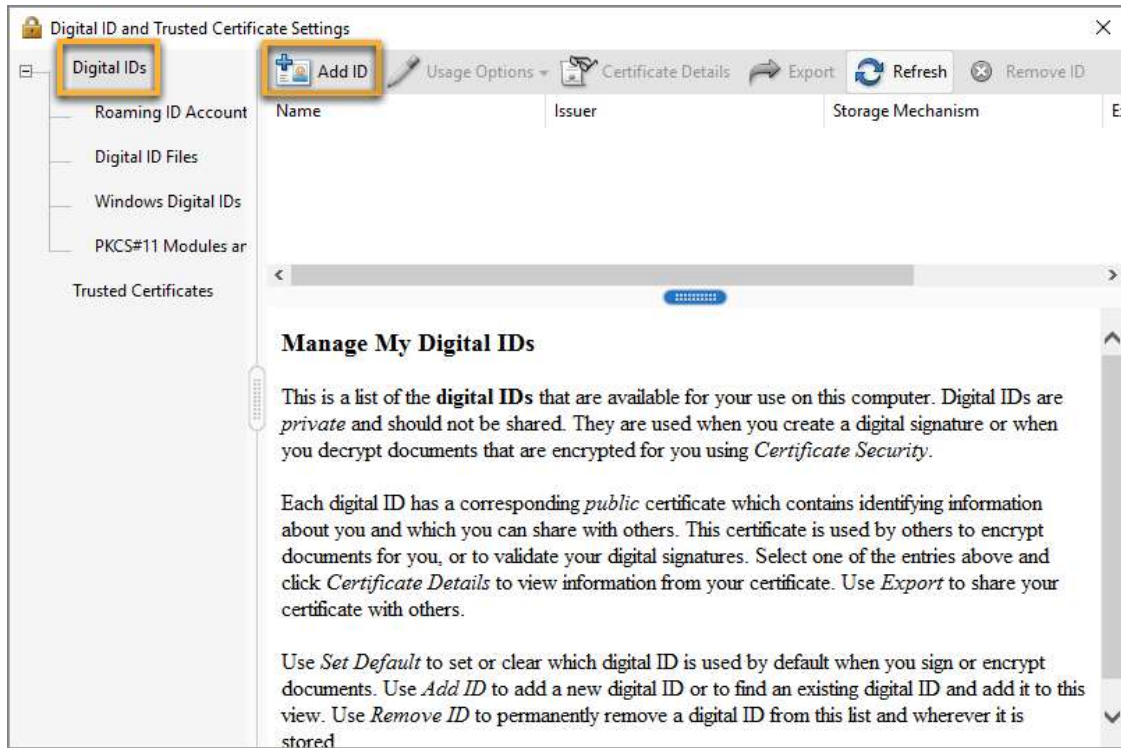 Digital ID and Trusted Certificate Settings
Digital IDs
Roaming ID Account
Digital ID Files
Windows Digital IDs
PKCS#11 Modules ar
Trusted Certificates
Add ID Usage Options Certificate Details Export Refresh Remove ID
Name Issuer Storage Mechanism
Manage My Digital IDs
This is a list of the digital IDs that are available for your use on this computer. Digital IDs are
private and should not be shared. They are used when you create a digital signature or when
you decrypt documents that are encrypted for you using Certificate Security.
Each digital ID has a corresponding public certificate which contains identifying information
about you and which you can share with others. This certificate is used by others to encrypt
documents for you, or to validate your digital signatures. Select one of the entries above and
click Certificate Details to view information from your certificate. Use Export to share your
certificate with others.
Use Set Default to set or clear which digital ID is used by default when you sign or encrypt
documents. Use Add ID to add a new digital ID or to find an existing digital ID and add it to this
view. Use Remove ID to permanently remove a digital ID from this list and wherever it is
stored